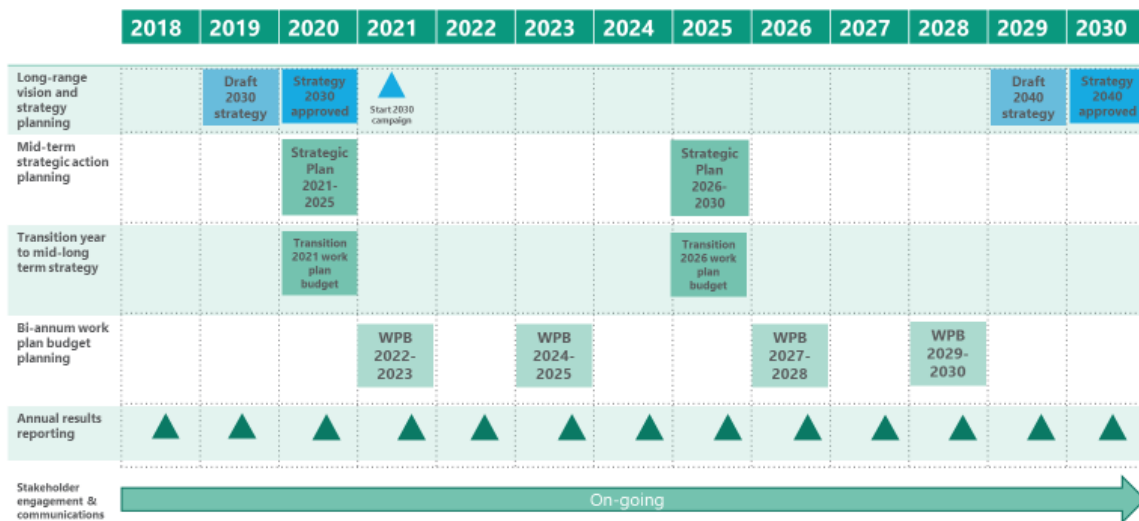 2018 2019 2020 2021 2022 2023 2024 2025 2026 2027 2028 2029 2030
Long-range
vision and
strategy
planning
Draft
2030
strategy
Strategy
2030
approved
Start 2030
campaign
Draft
2040
strategy
Strategy
2040
approved
Mid-term
strategic action
planning
Strategic
Plan
2021-
2025
Strategic
Plan
2026-
2030
Transition year
to mid-long
term strategy
Transition
2021 work
plan
budget
Transition
2026 work
plan
budget
Bi-annum work
plan budget
planning
WPB
2022-
2023
WPB
2024-
2025
WPB
2027-
2028
WPB
2029-
2030
Annual results
reporting
Stakeholder
engagement &
communications
On-going